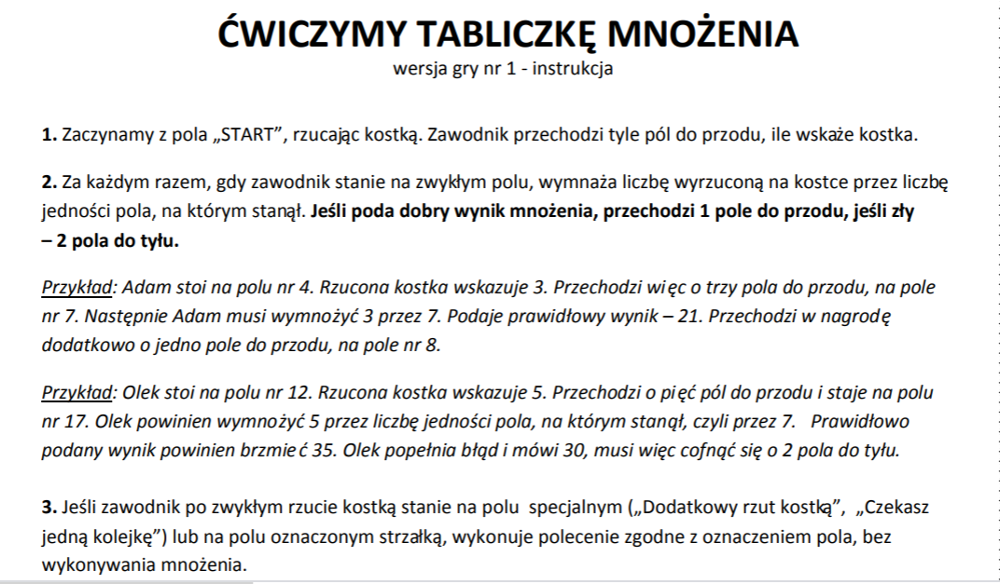 ĆWICZYMY TABLICZKĘ MNOŻENIA
wersja gry nr 1 - instrukcja
1. Zaczynamy z pola „START”, rzucając kostką. Zawodnik przechodzi tyle pól do przodu, ile wskaże kostka.
2. Za każdym razem, gdy zawodnik stanie na zwykłym polu, wymnaża liczbę wyrzuconą na kostce przez liczbę
jedności pola, na którym stanął. Jeśli poda dobry wynik mnożenia, przechodzi 1 pole do przodu, jeśli zły
– 2 pola do tyłu.
Przykład: Adam stoi na polu nr 4. Rzucona kostka wskazuje 3. Przechodzi więc o trzy pola do przodu, na pole
nr 7. Następnie Adam musi wymnożyć 3 przez 7. Podaje prawidłowy wynik – 21. Przechodzi w nagrodę
dodatkowo o jedno pole do przodu, na pole nr 8.
Przykład: Olek stoi na polu nr 12. Rzucona kostka wskazuje 5. Przechodzi o pięć pól do przodu i staje na polu
nr 17. Olek powinien wymnożyć 5 przez liczbę jedności pola, na którym stanął, czyli przez 7. Prawidłowo
podany wynik powinien brzmieć 35. Olek popełnia błąd i mówi 30, musi więc cofnąć się o 2 pola do tyłu.
3. Jeśli zawodnik po zwykłym rzucie kostką stanie na polu specjalnym („Dodatkowy rzut kostką”, „Czekasz
jedną kolejkę”) lub na polu oznaczonym strzałką, wykonuje polecenie zgodne z oznaczeniem pola, bez
wykonywania mnożenia.